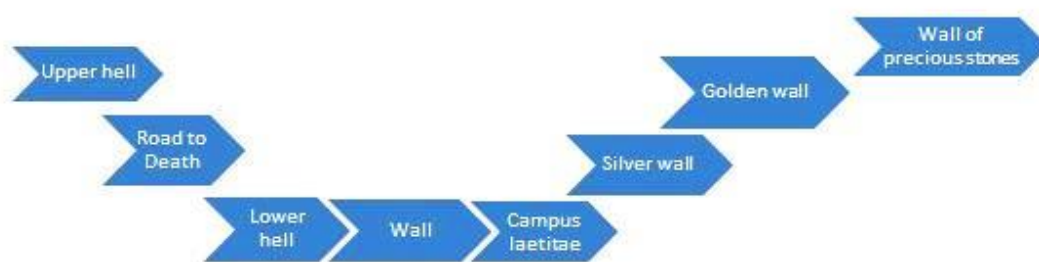 Upper hell
Road to
Death
Lower
hell
Wall
Campus
laetitae
Silver wall
Golden wall
Wall of
precious stones